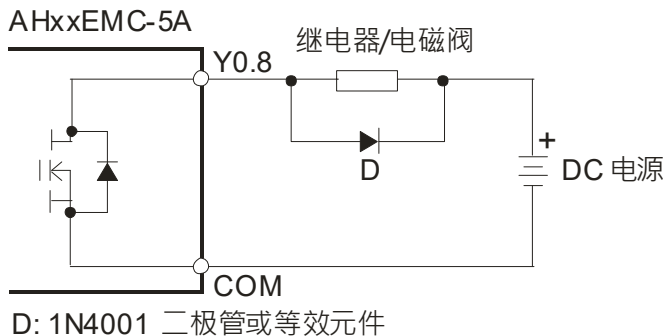 AHxxEMC-5A
继电器/电磁阀
Y0.8
D
+
DC 电源
COM
D: 1N4001 二极管或等效元件